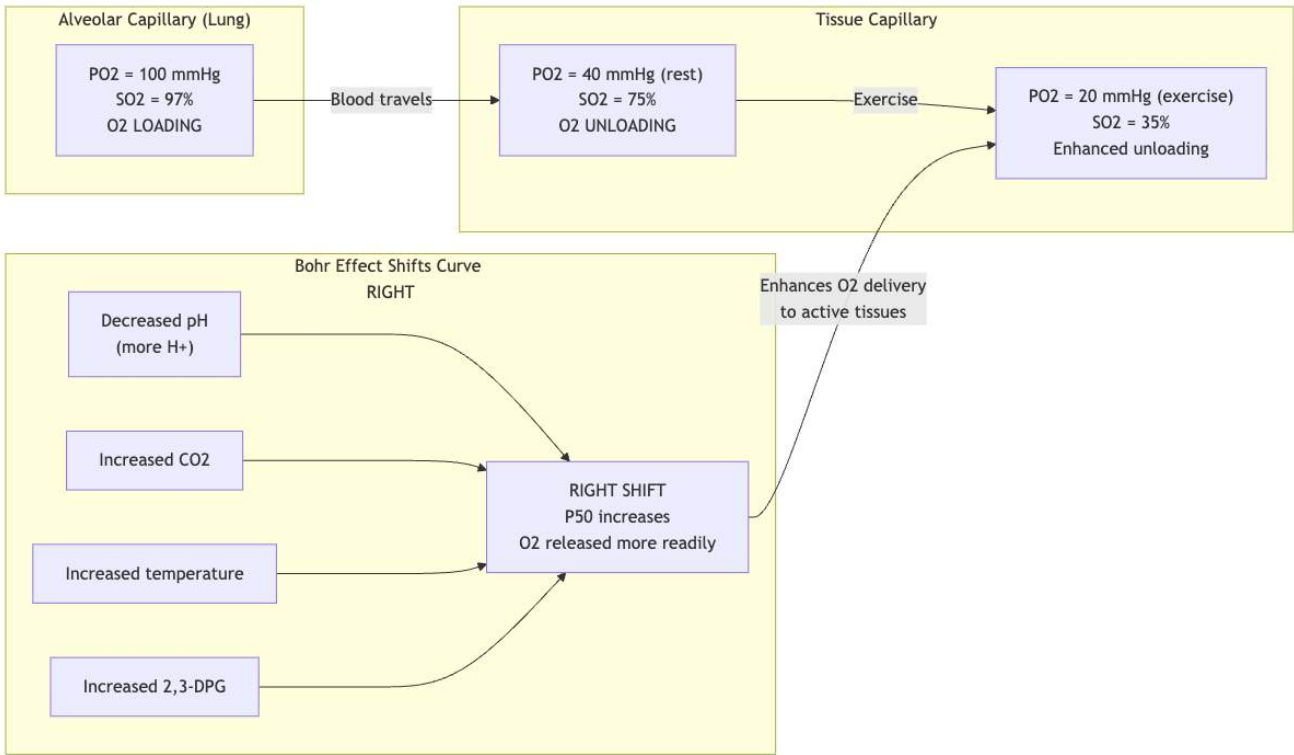 Alveolar Capillary (Lung)
PO2 = 100 mmHg
SO2 = 97%
O2 LOADING
Blood travels
Tissue Capillary
PO2 = 40 mmHg (rest)
SO2 = 75%
O2 UNLOADING
Exercise
PO2 = 20 mmHg (exercise)
SO2 = 35%
Enhanced unloading
Bohr Effect Shifts Curve
RIGHT
Decreased pH
(more H+)
Increased CO2
Increased temperature
Increased 2,3-DPG
RIGHT SHIFT
P50 increases
O2 released more readily
Enhances O2 delivery
to active tissues